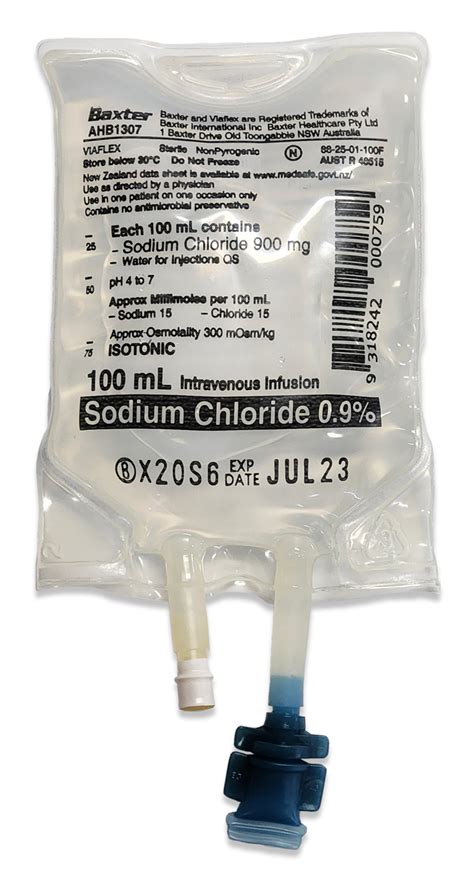 Baxter
AHB1307
Baxter and Viaflex are Registered Trademarks of
Baxter International Inc Baxter Healthcare Pty Ltd
1 Baxter Drive Old Toongabbie NSW Australia
VIAFLEX Sterile NonPyrogenic N 88-25-01-100F
Store below 30°C Do Not Freeze AUST R 48515
New Zealand data sheet is available at www.medsafe.govt.nz/
Use as directed by a physician
Use in one patient on one occasion only
Contains no antimicrobial preservative
Each 100 mL contains
25
- Sodium Chloride 900 mg
- Water for Injections QS
pH 4 to 7
50
Approx Millimoles per 100 mL
- Sodium 15 - Chloride 15
Approx Osmolality 300 mOsm/kg
75 ISOTONIC
9 318242 000759
100 mL Intravenous Infusion
Sodium Chloride 0.9%
B X20S6 EXP DATE JUL 23